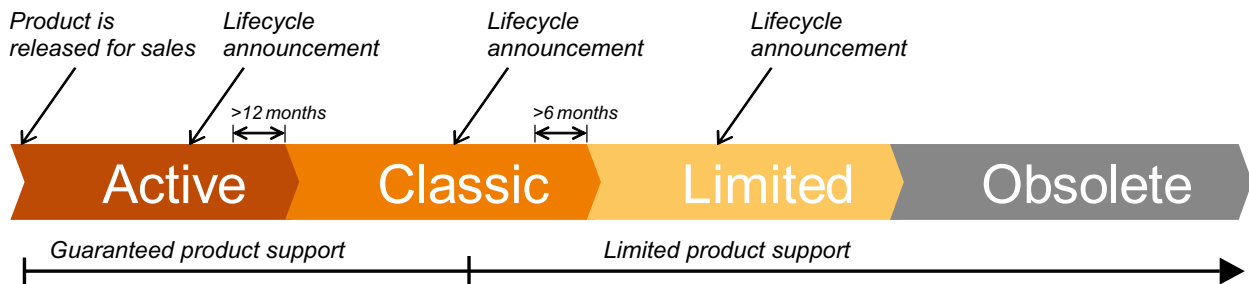 Product is
released for sales
Lifecycle
announcement
Lifecycle
announcement
Lifecycle
announcement
>12 months
>6 months
Active
Classic
Limited
Obsolete
Guaranteed product support
Limited product support